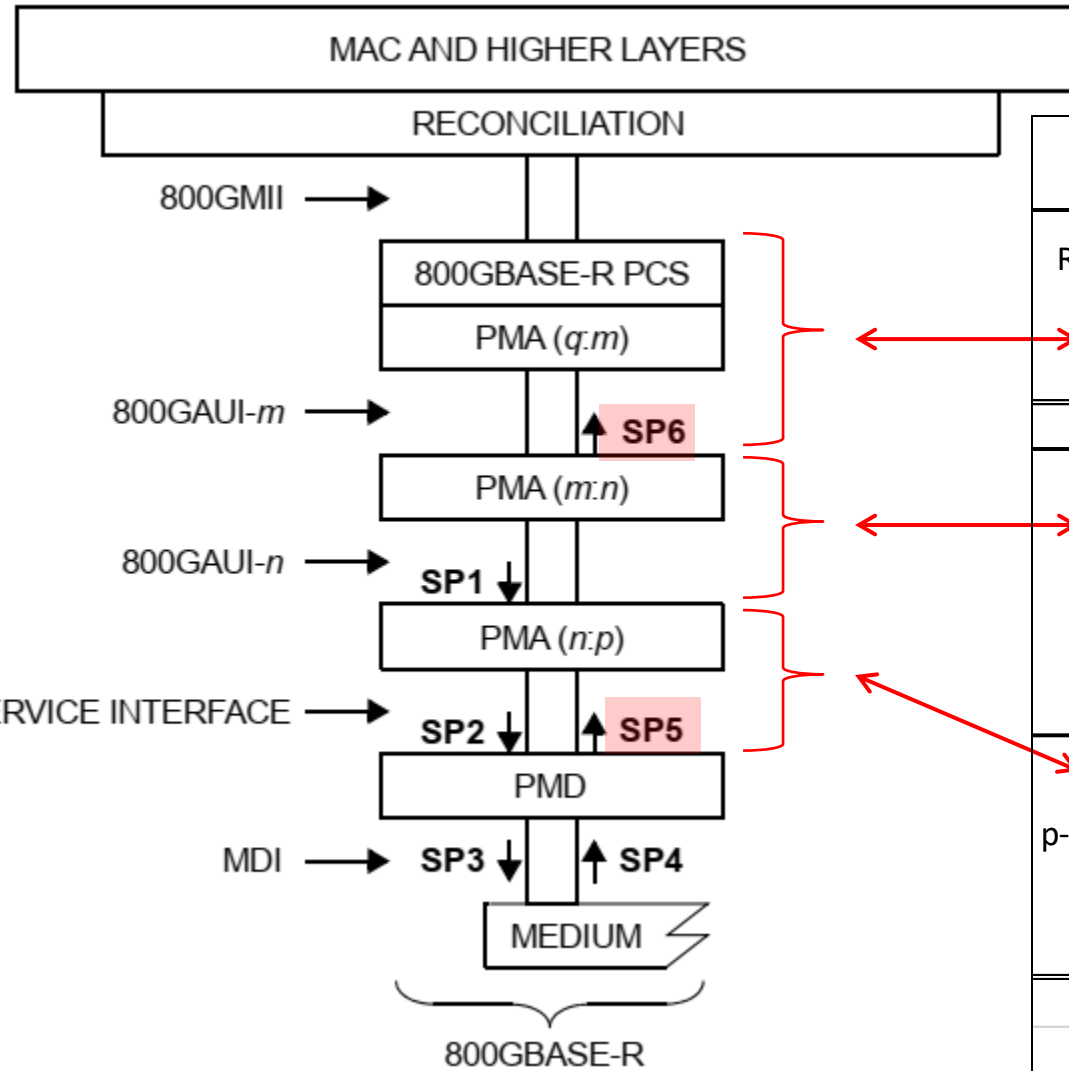 MAC AND HIGHER LAYERS
RECONCILIATION
800GMII
800GBASE-R PCS
PMA (q:m)
800GAUI-m
SP6
PMA (m:n)
800GAUI-n
SP1
PMA (n:p)
ERVICE INTERFACE
SP2
SP5
PMD
MDI
SP3
SP4
MEDIUM
800GBASE-R
R
p-